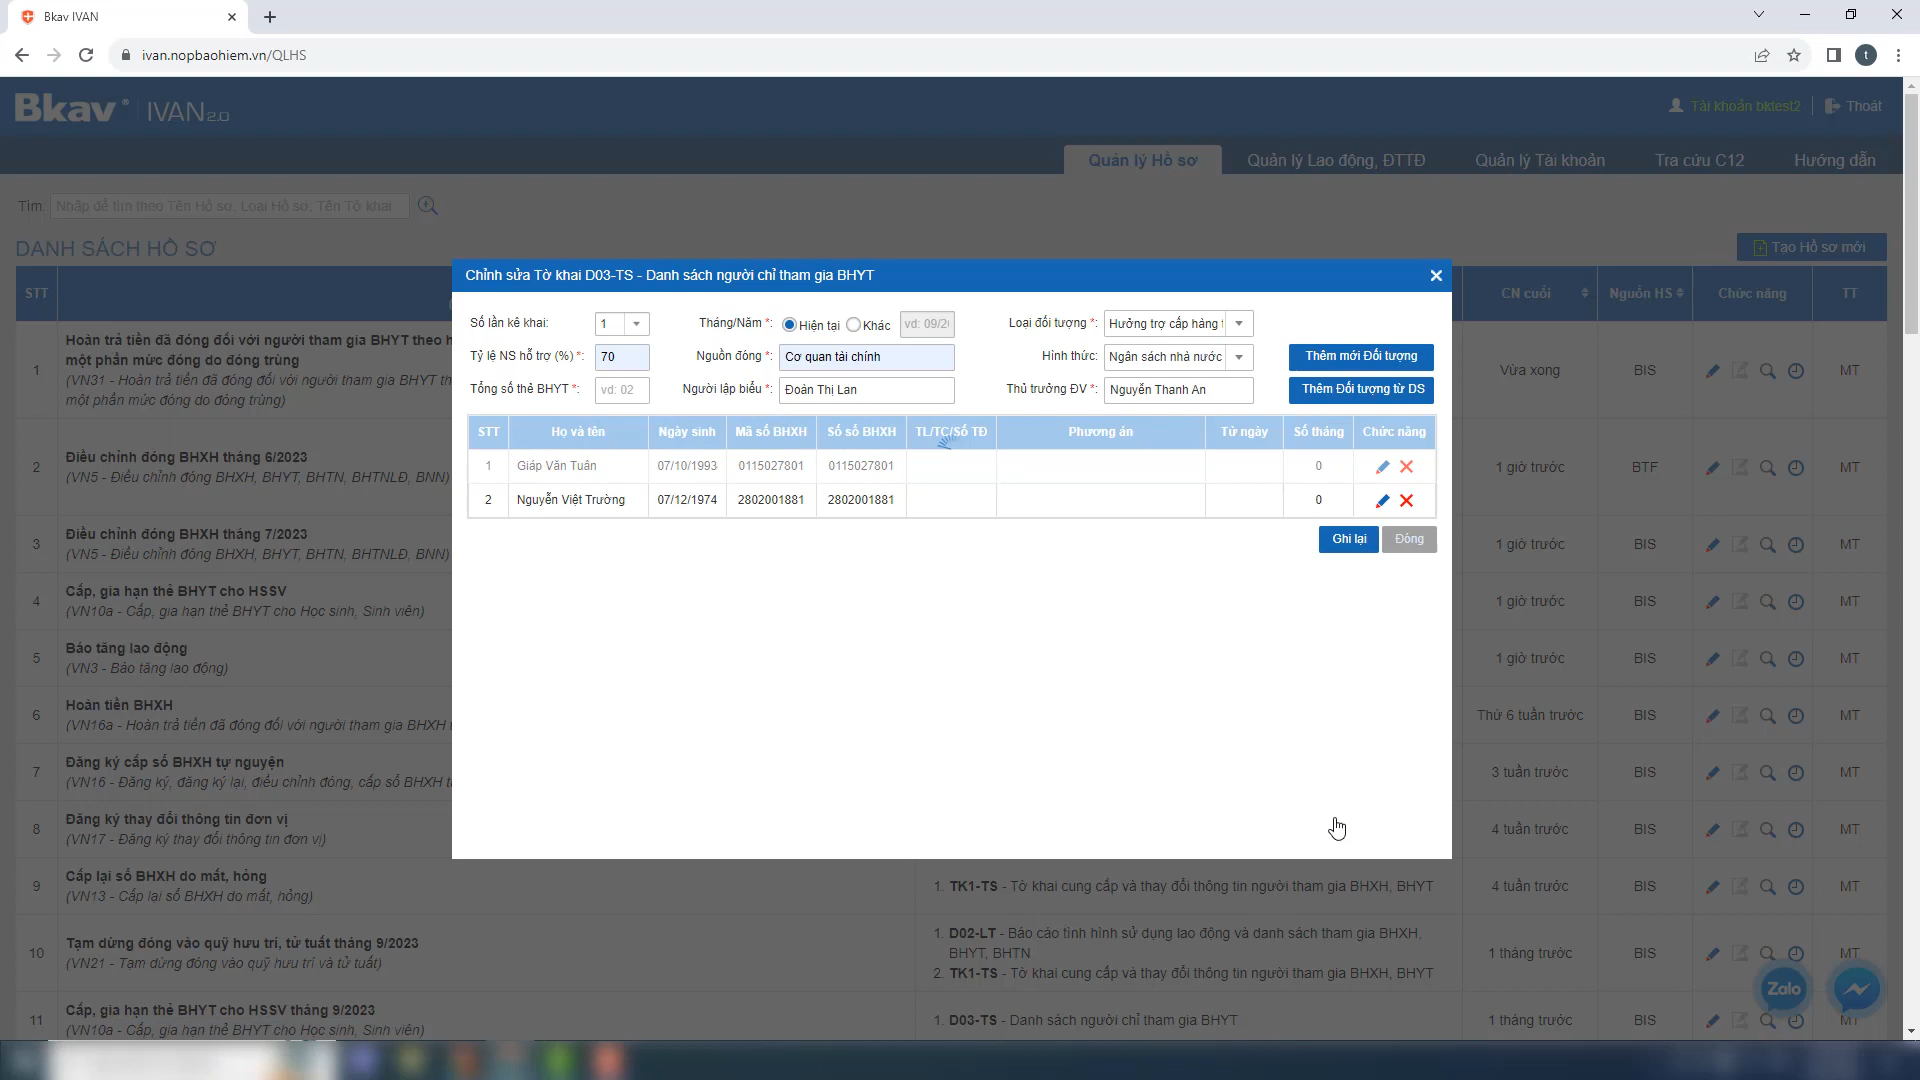 Bkav IVAN
ivan.nopbaohiem.vn/QLHS
t
Bkav ® IVAN 2.0
Tài khoản bktest2
Thoát
Quản lý Hồ sơ
Quản lý Lao động, ĐTTĐ
Quản lý Tài khoản
Tra cứu C12
Hướng dẫn
Tìm:
Nhập để tìm theo Tên Hồ sơ, Loại Hồ sơ, Tên Tờ khai
DANH SÁCH HỒ SƠ
Tạo Hồ sơ mới
STT
CN cuối
Nguồn HS
Chức năng
TT
Chỉnh sửa Tờ khai D03-TS - Danh sách người chỉ tham gia BHYT
Số lần kê khai:
1
Tháng/Năm *:
Hiện tại
Khác
vd: 09/2
Loại đối tượng *:
Hưởng trợ cấp hàng
Tỷ lệ NS hỗ trợ (%) *:
70
Nguồn đóng *:
Cơ quan tài chính
Hình thức:
Ngân sách nhà nước
Thêm mới Đối tượng
Tổng số thẻ BHYT *:
vd: 02
Người lập biểu *:
Đoàn Thị Lan
Thủ trưởng ĐV *:
Nguyễn Thanh An
Thêm Đối tượng từ DS
STT
Họ và tên
Ngày sinh
Mã số BHXH
Số sổ BHXH
TL/TC/Số TĐ
Phương án
Từ ngày
Số tháng
Chức năng
1
Giáp Văn Tuân
07/10/1993
0115027801
0115027801
0
2
Nguyễn Việt Trường
07/12/1974
2802001881
2802001881
0
Ghi lại
Đóng
1
Hoàn trả tiền đã đóng đối với người tham gia BHYT theo h
một phần mức đóng do đóng trùng
(VN31 - Hoàn trả tiền đã đóng đối với người tham gia BHYT th
một phần mức đóng do đóng trùng)
Vừa xong
BIS
MT
2
Điều chỉnh đóng BHXH tháng 6/2023
(VN5 - Điều chỉnh đóng BHXH, BHYT, BHTN, BHTNLĐ, BNN)
1 giờ trước
BTF
MT
3
Điều chỉnh đóng BHXH tháng 7/2023
(VN5 - Điều chỉnh đóng BHXH, BHYT, BHTN, BHTNLĐ, BNN)
1 giờ trước
BIS
MT
4
Cấp, gia hạn thẻ BHYT cho HSSV
(VN10a - Cấp, gia hạn thẻ BHYT cho Học sinh, Sinh viên)
1 giờ trước
BIS
MT
5
Báo tăng lao động
(VN3 - Báo tăng lao động)
1 giờ trước
BIS
MT
6
Hoàn tiền BHXH
(VN16a - Hoàn trả tiền đã đóng đối với người tham gia BHXH
Thứ 6 tuần trước
BIS
MT
7
Đăng ký cấp sổ BHXH tự nguyện
(VN16 - Đăng ký, đăng ký lại, điều chỉnh đóng, cấp sổ BHXH t
3 tuần trước
BIS
MT
8
Đăng ký thay đổi thông tin đơn vị
(VN17 - Đăng ký thay đổi thông tin đơn vị)
4 tuần trước
BIS
MT
9
Cấp lại sổ BHXH do mất, hỏng
(VN13 - Cấp lại sổ BHXH do mất, hỏng)
1. TK1-TS - Tờ khai cung cấp và thay đổi thông tin người tham gia BHXH, BHYT
4 tuần trước
BIS
MT
10
Tạm dừng đóng vào quỹ hưu trí, tử tuất tháng 9/2023
(VN21 - Tạm dừng đóng vào quỹ hưu trí và tử tuất)
1. D02-LT - Báo cáo tình hình sử dụng lao động và danh sách tham gia BHXH,
BHYT, BHTN
2. TK1-TS - Tờ khai cung cấp và thay đổi thông tin người tham gia BHXH, BHYT
1 tháng trước
BIS
MT
11
Cấp, gia hạn thẻ BHYT cho HSSV tháng 9/2023
(VN10a - Cấp, gia hạn thẻ BHYT cho Học sinh, Sinh viên)
1. D03-TS - Danh sách người chỉ tham gia BHYT
1 tháng trước
BIS
MT
Zalo